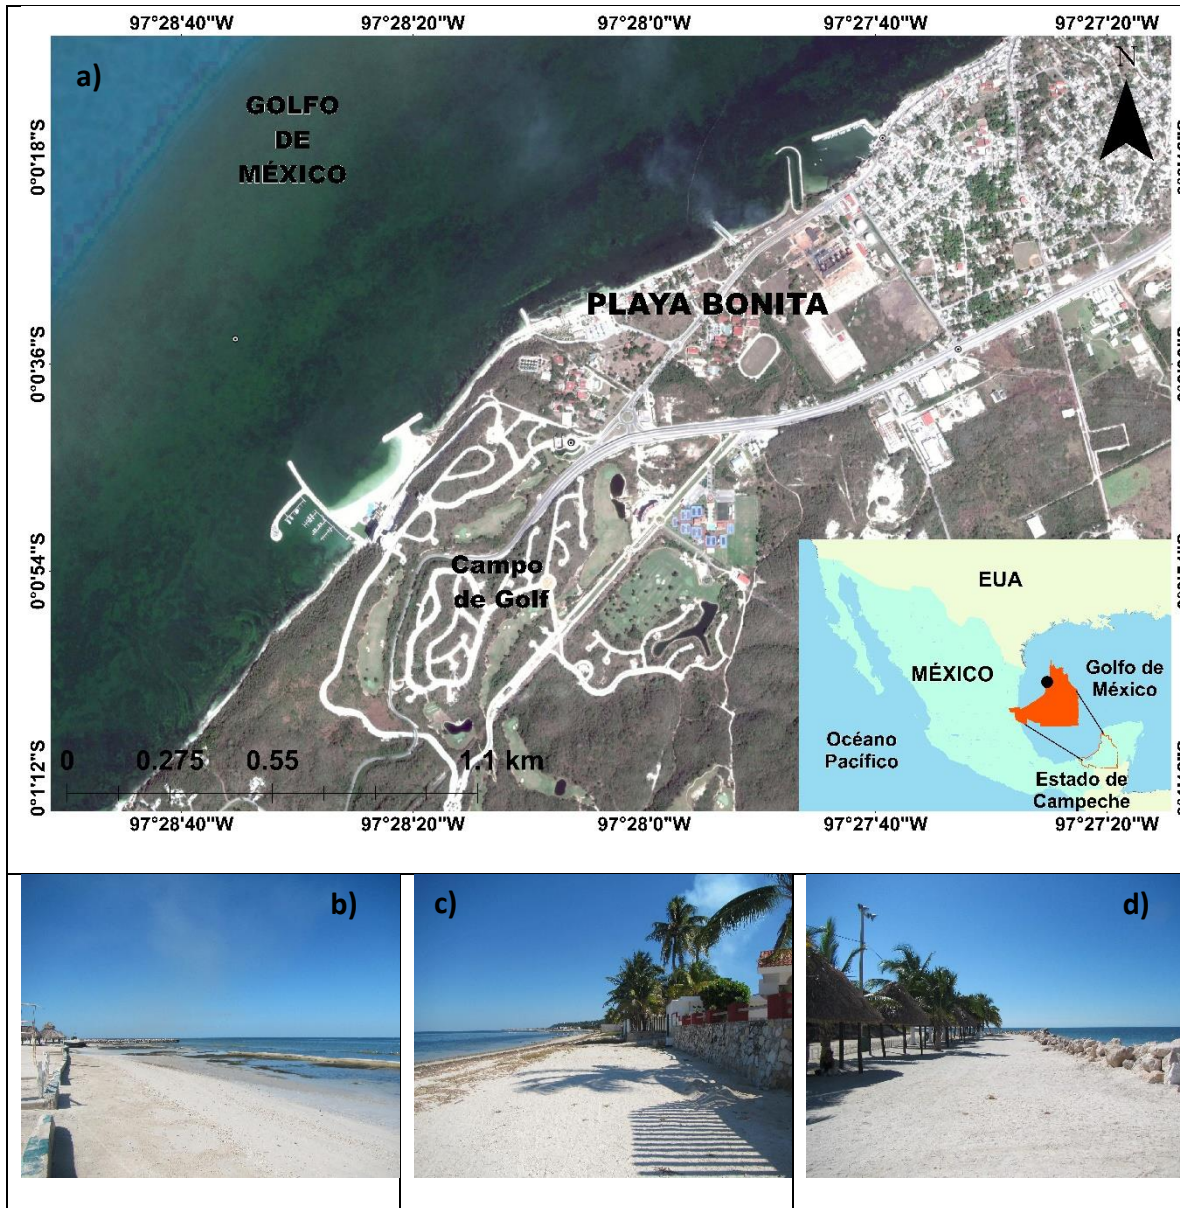 97°28'40"W 97°28'20"W 97°28'0"W 97°27'40"W 97°27'20"W
a)
N
GOLFO
DE
MÉXICO
0°0'18"S
PLAYA BONITA
0°0'36"S
0°0'54"S
Campo
de Golf
EUA
MÉXICO
Golfo de
México
Océano
Pacífico
Estado de
Campeche
0°1'12"S
0 0.275 0.55 1.1 km
97°28'40"W 97°28'20"W 97°28'0"W 97°27'40"W 97°27'20"W
b)
c)
d)